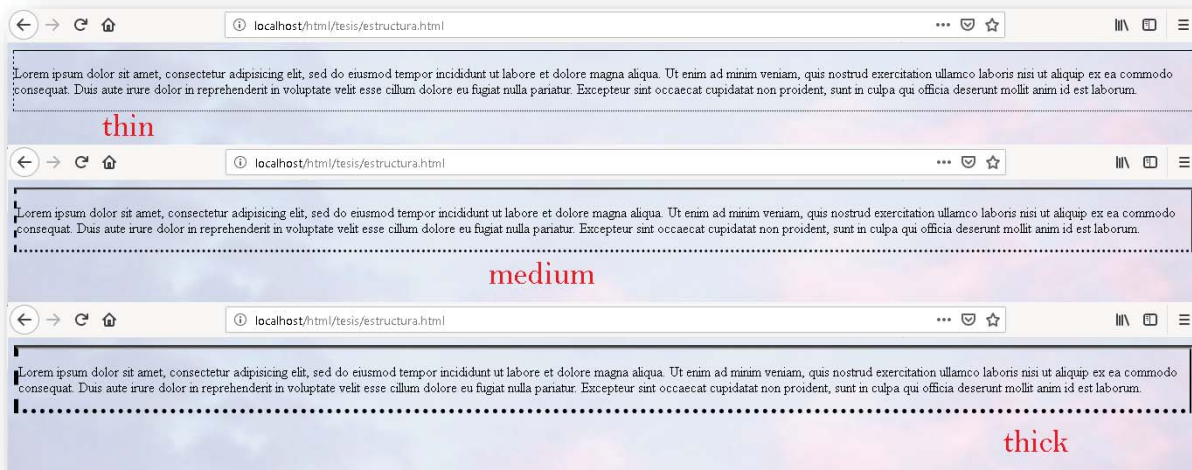 localhost/html/tesis/estructura.html
Lorem ipsum dolor sit amet, consectetur adipisicing elit, sed do eiusmod tempor incididunt ut labore et dolore magna aliqua. Ut enim ad minim veniam, quis nostrud exercitation ullamco laboris nisi ut aliquip ex ea commodo
consequat. Duis aute irure dolor in reprehenderit in voluptate velit esse cillum dolore eu fugiat nulla pariatur. Excepteur sint occaecat cupidatat non proident, sunt in culpa qui officia deserunt mollit anim id est laborum.
thin
localhost/html/tesis/estructura.html
Lorem ipsum dolor sit amet, consectetur adipisicing elit, sed do eiusmod tempor incididunt ut labore et dolore magna aliqua. Ut enim ad minim veniam, quis nostrud exercitation ullamco laboris nisi ut aliquip ex ea commodo
consequat. Duis aute irure dolor in reprehenderit in voluptate velit esse cillum dolore eu fugiat nulla pariatur. Excepteur sint occaecat cupidatat non proident, sunt in culpa qui officia deserunt mollit anim id est laborum.
medium
localhost/html/tesis/estructura.html
Lorem ipsum dolor sit amet, consectetur adipisicing elit, sed do eiusmod tempor incididunt ut labore et dolore magna aliqua. Ut enim ad minim veniam, quis nostrud exercitation ullamco laboris nisi ut aliquip ex ea commodo
consequat. Duis aute irure dolor in reprehenderit in voluptate velit esse cillum dolore eu fugiat nulla pariatur. Excepteur sint occaecat cupidatat non proident, sunt in culpa qui officia deserunt mollit anim id est laborum.
thick